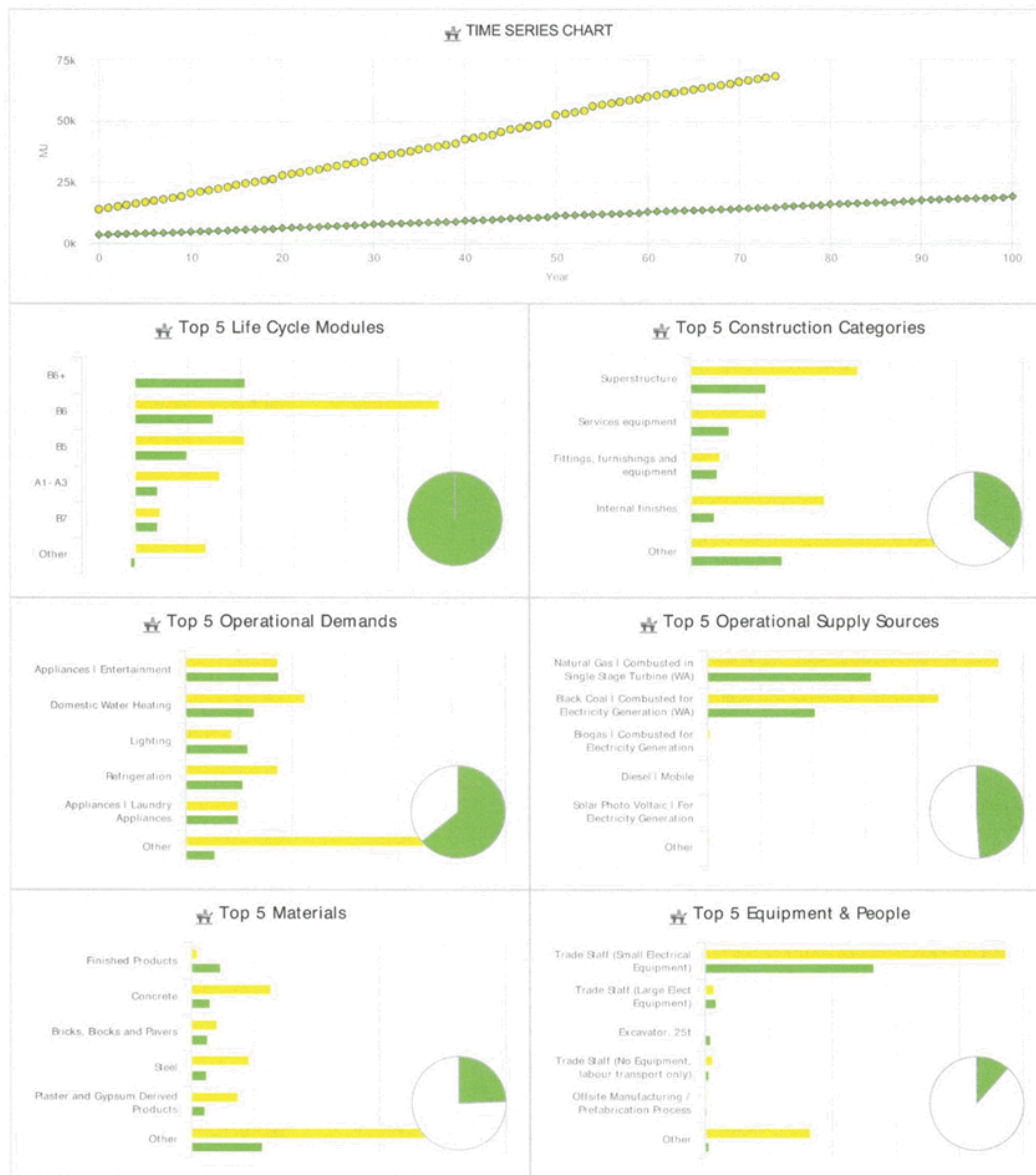 TIME SERIES CHART
75k
50k
25k
0k
MJ
0
10
20
30
40
50
60
70
80
90
100
Year
Top 5 Life Cycle Modules
B6+
B6
B5
A1-A3
B7
Other
Top 5 Construction Categories
Superstructure
Services equipment
Fittings, furnishings and
equipment
Internal finishes
Other
Top 5 Operational Demands
Appliances | Entertainment
Domestic Water Heating
Lighting
Refrigeration
Appliances | Laundry
Appliances
Other
Top 5 Operational Supply Sources
Natural Gas | Combusted in
Single Stage Turbine (WA)
Black Coal | Combusted for
Electricity Generation (WA)
Biogas | Combusted for
Electricity Generation
Diesel | Mobile
Solar Photo Voltaic | For
Electricity Generation
Other
Top 5 Materials
Finished Products
Concrete
Bricks, Blocks and Pavers
Steel
Plaster and Gypsum Derived
Products
Other
Top 5 Equipment & People
Trade Staff (Small Electrical
Equipment)
Trade Staff (Large Elect
Equipment)
Excavator, 25t
Trade Staff (No Equipment,
labour transport only)
Offsite Manufacturing /
Prefabrication Process
Other